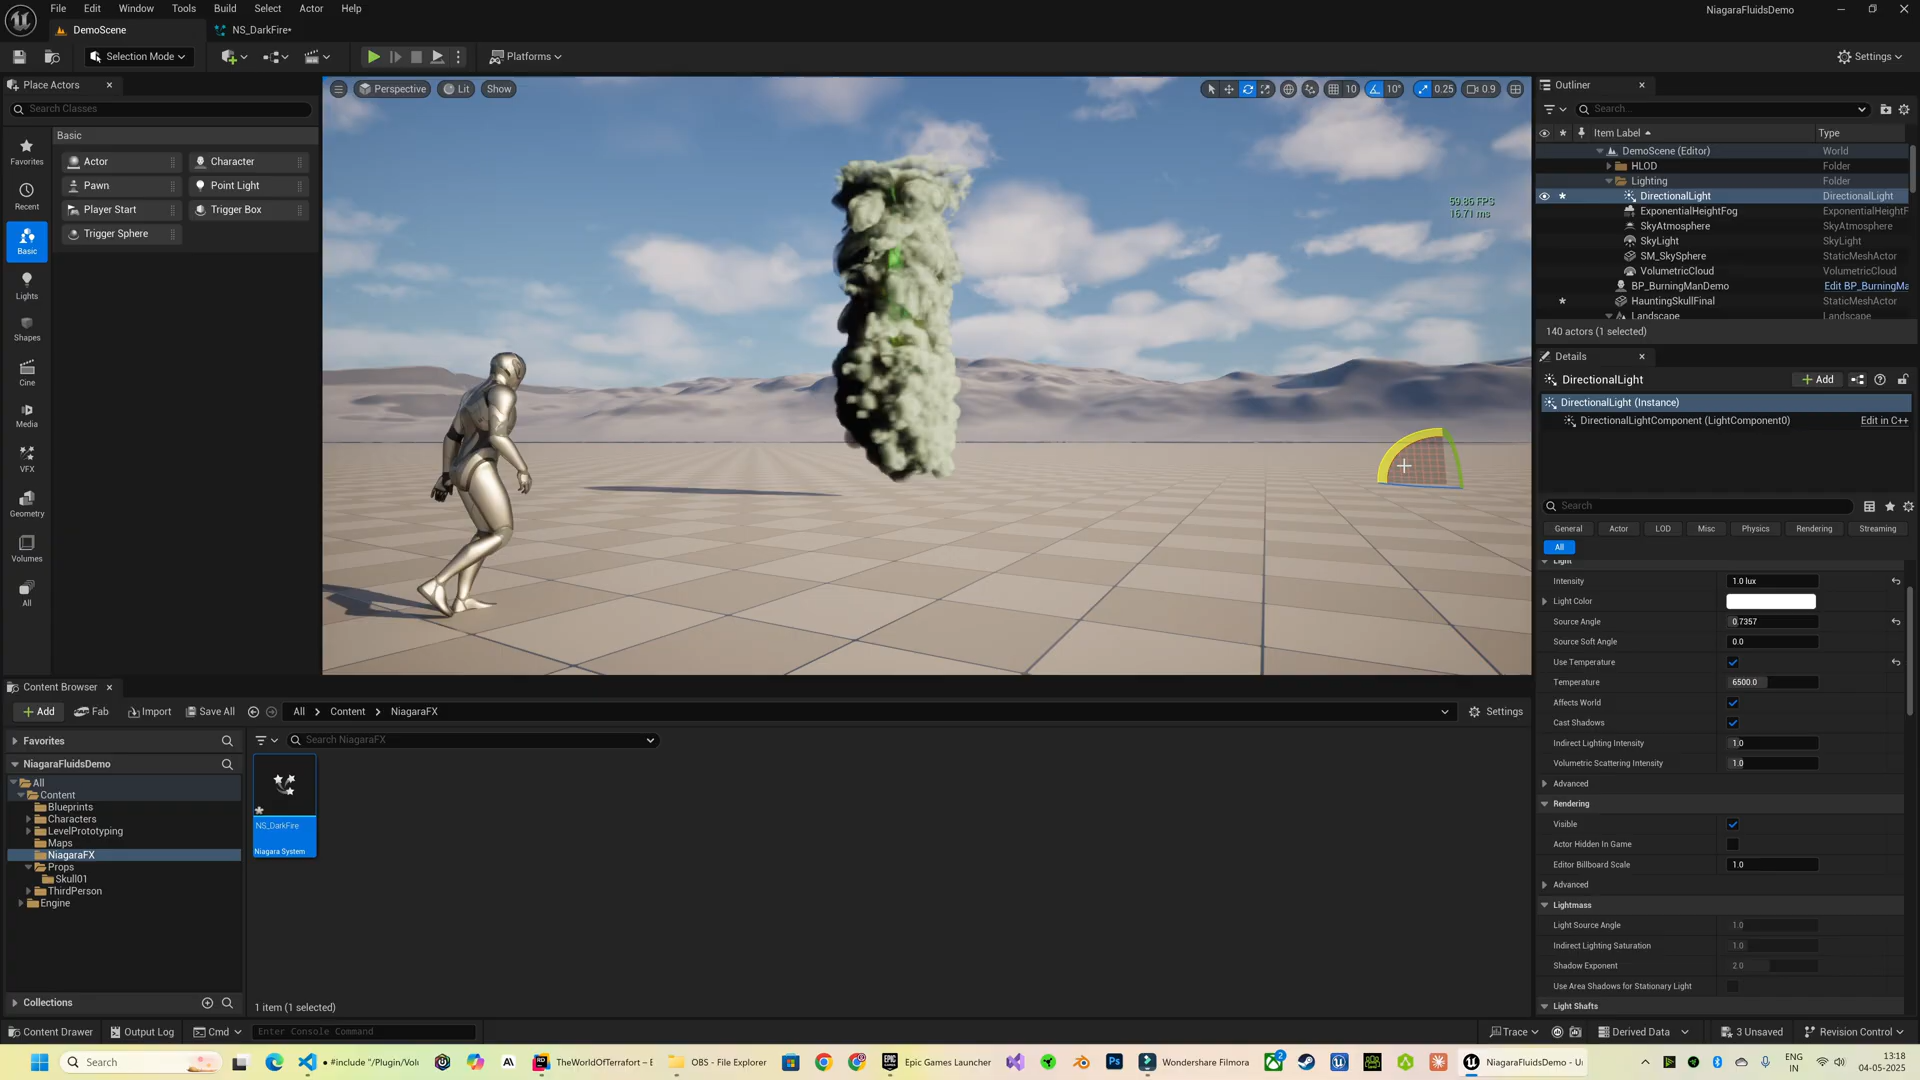 File Edit Window Tools Build Select Actor Help
NiagaraFluidsDemo
DemoScene
NS_DarkFire•
Selection Mode
Platforms
Settings
Place Actors
Search Classes
Favorites
Recent
Basic
Lights
Shapes
Cine
Media
VFX
Geometry
Volumes
All
Basic
Actor
Character
Pawn
Point Light
Player Start
Trigger Box
Trigger Sphere
Perspective
Lit
Show
10
10°
0.25
0.9
59.86 FPS
16.71 ms
Outliner
Search...
Item Label
Type
DemoScene (Editor) World
HLOD Folder
Lighting Folder
DirectionalLight DirectionalLight
ExponentialHeightFog ExponentialHeightF
SkyAtmosphere SkyAtmosphere
SkyLight SkyLight
SM_SkySphere StaticMeshActor
VolumetricCloud VolumetricCloud
BP_BurningManDemo Edit BP_BurningMa
HauntingSkullFinal StaticMeshActor
Landscape Landscape
140 actors (1 selected)
Details
DirectionalLight
Add
DirectionalLight (Instance)
DirectionalLightComponent (LightComponent0) Edit in C++
Search
General
Actor
LOD
Misc
Physics
Rendering
Streaming
All
Light
Intensity 1.0 lux
Light Color
Source Angle 0.7357
Source Soft Angle 0.0
Use Temperature
Temperature 6500.0
Affects World
Cast Shadows
Indirect Lighting Intensity 1.0
Volumetric Scattering Intensity 1.0
Advanced
Rendering
Visible
Actor Hidden In Game
Editor Billboard Scale 1.0
Advanced
Lightmass
Light Source Angle 1.0
Indirect Lighting Saturation 1.0
Shadow Exponent 2.0
Use Area Shadows for Stationary Light
Light Shafts
Content Browser
Add
Fab
Import
Save All
All
Content
NiagaraFX
Settings
Favorites
NiagaraFluidsDemo
All
Content
Blueprints
Characters
LevelPrototyping
Maps
NiagaraFX
Props
Skull01
ThirdPerson
Engine
Collections
Search NiagaraFX
NS_DarkFire
Niagara System
1 item (1 selected)
Content Drawer
Output Log
Cmd
Enter Console Command
Trace
Derived Data
3 Unsaved
Revision Control
Search
• #include "/Plugin/Vol
TheWorldOfTerrafort – E
OBS - File Explorer
Epic Games Launcher
Wondershare Filmora
2
NiagaraFluidsDemo - U
ENG
IN
13:18
04-05-2025